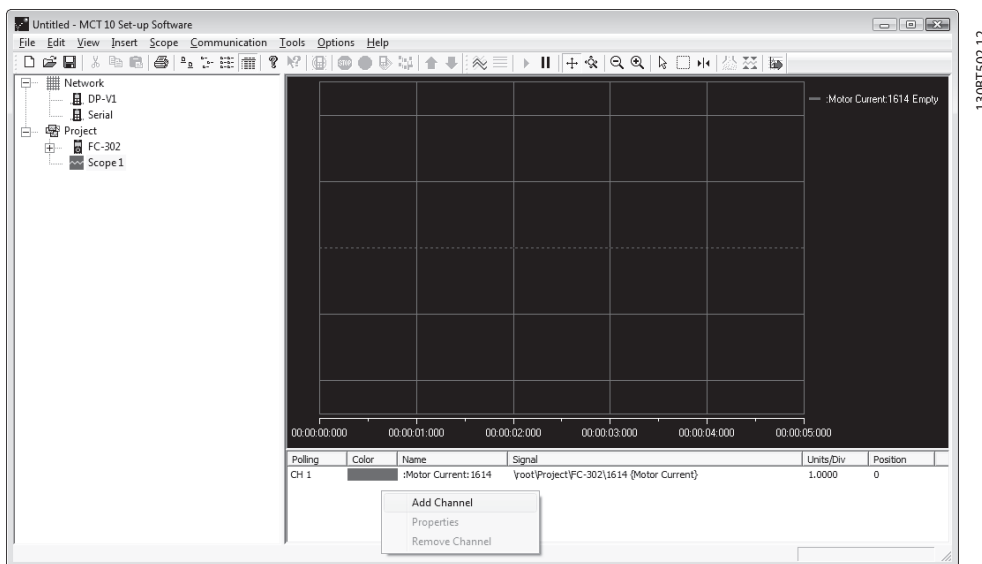 Untitled - MCT 10 Set-up Software
File Edit View Insert Scope Communication Tools Options Help
Network
DP-V1
Serial
Project
FC-302
Scope1
:Motor Current:1614 Empty
00:00:00:000 00:00:01:000 00:00:02:000 00:00:03:000 00:00:04:000 00:00:05:000
Polling Color Name Signal Units/Div Position
CH 1 :Motor Current:1614 \root\Project\FC-302\1614 {Motor Current} 1.0000 0
Add Channel
Properties
Remove Channel
130BT502.12